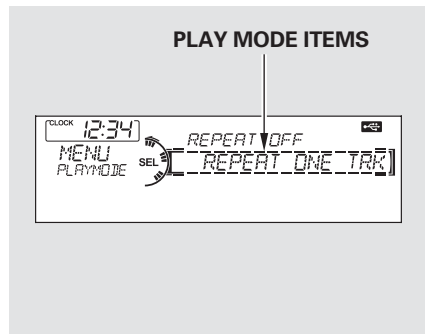 PLAY MODE ITEMS
CLOCK 12:34
REPEAT OFF
MENU
SEL
REPEAT ONE TRK
PLAYMODE